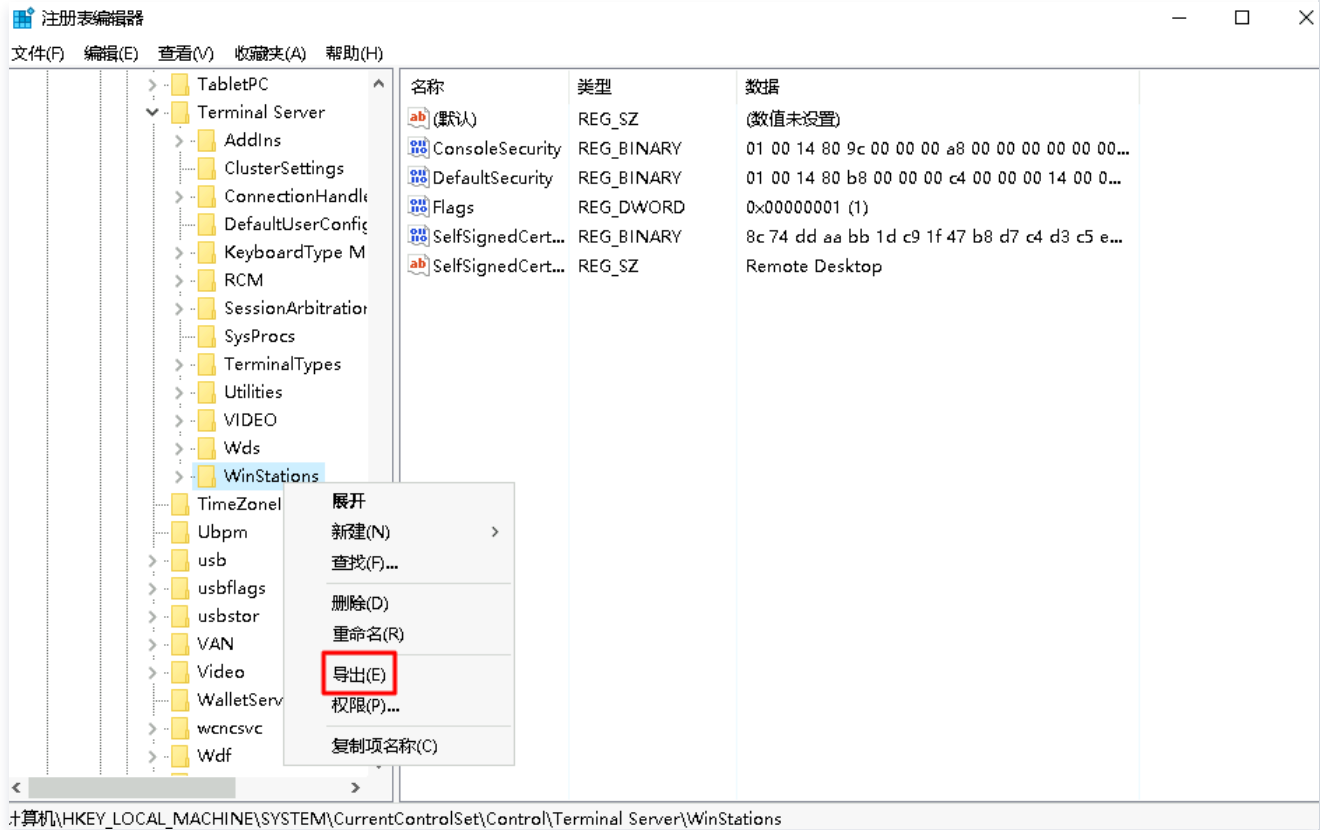 注册表编辑器
文件(F) 编辑(E) 查看(V) 收藏夹(A) 帮助(H)
TabletPC
Terminal Server
AddIns
ClusterSettings
ConnectionHandle
DefaultUserConfig
KeyboardType M
RCM
SessionArbitration
SysProcs
TerminalTypes
Utilities
VIDEO
Wds
WinStations
TimeZoneI
Ubpm
usb
usbflags
usbstor
VAN
Video
WalletServ
wcncsvc
Wdf
名称 类型 数据
(默认) REG_SZ (数值未设置)
ConsoleSecurity REG_BINARY 01 00 14 80 9c 00 00 00 a8 00 00 00 00 00 00...
DefaultSecurity REG_BINARY 01 00 14 80 b8 00 00 00 c4 00 00 00 14 00 0...
Flags REG_DWORD 0x00000001 (1)
SelfSignedCert... REG_BINARY 8c 74 dd aa bb 1d c9 1f 47 b8 d7 c4 d3 c5 e...
SelfSignedCert... REG_SZ Remote Desktop
展开
新建(N)
查找(F)...
删除(D)
重命名(R)
导出(E)
权限(P)...
复制项名称(C)
计算机\HKEY_LOCAL_MACHINE\SYSTEM\CurrentControlSet\Control\Terminal Server\WinStations